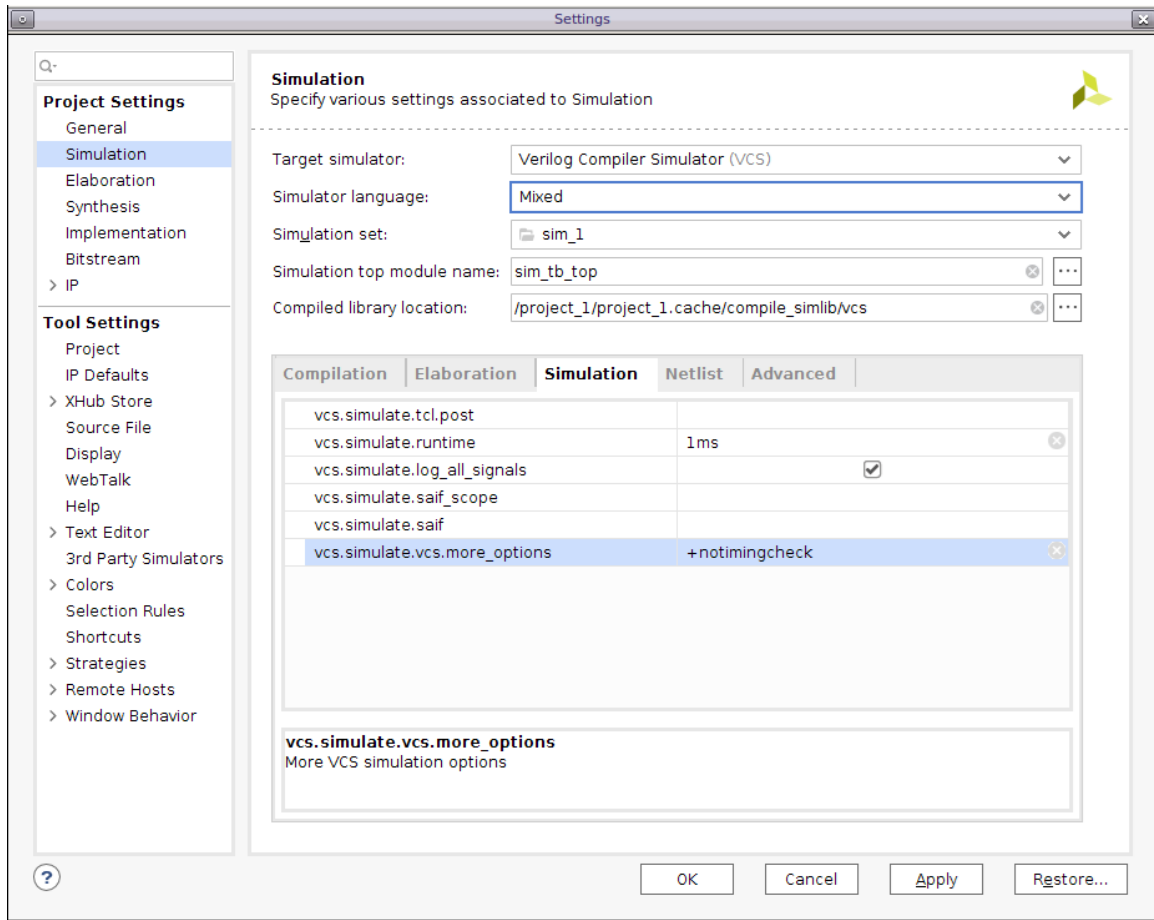 Settings
Project Settings
General
Simulation
Elaboration
Synthesis
Implementation
Bitstream
IP
Tool Settings
Project
IP Defaults
XHub Store
Source File
Display
WebTalk
Help
Text Editor
3rd Party Simulators
Colors
Selection Rules
Shortcuts
Strategies
Remote Hosts
Window Behavior
Simulation
Specify various settings associated to Simulation
Target simulator: Verilog Compiler Simulator (VCS)
Simulator language: Mixed
Simulation set: sim_1
Simulation top module name: sim_tb_top
Compiled library location: /project_1/project_1.cache/compile_simlib/vcs
Compilation Elaboration Simulation Netlist Advanced
vcs.simulate.tcl.post
vcs.simulate.runtime 1ms
vcs.simulate.log_all_signals
vcs.simulate.saif_scope
vcs.simulate.saif
vcs.simulate.vcs.more_options +notimingcheck
vcs.simulate.vcs.more_options
More VCS simulation options
? OK Cancel Apply Restore...